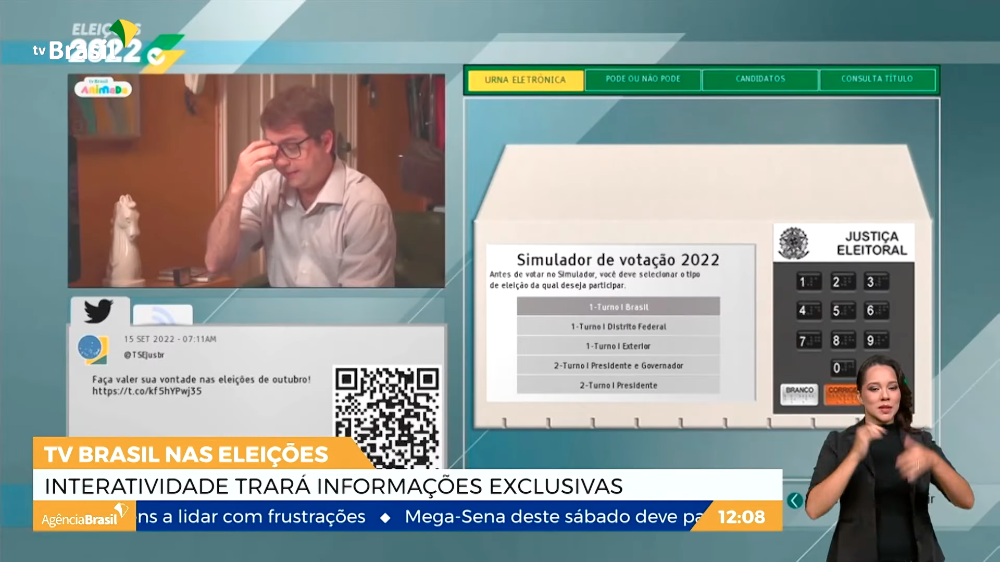 ELEIÇÕES
2022
tv Brasil
tv Brasil
AnimaDa
URNA ELETRÔNICA
PODE OU NÃO PODE
CANDIDATOS
CONSULTA TÍTULO
JUSTIÇA
ELEITORAL
Simulador de votação 2022
Antes de votar no Simulador, você deve selecionar o tipo
de eleição da qual deseja participar.
1-Turno | Brasil
1-Turno | Distrito Federal
1-Turno | Exterior
2-Turno | Presidente e Governador
2-Turno | Presidente
1 2 3
4 5 6
7 8 9
0
BRANCO
15 SET 2022 - 07:11AM
@TSEjusbr
Faça valer sua vontade nas eleições de outubro!
https://t.co/kf5hYPwj35
TV BRASIL NAS ELEIÇÕES
INTERATIVIDADE TRARÁ INFORMAÇÕES EXCLUSIVAS
AgênciaBrasil
ns a lidar com frustrações ◆ Mega-Sena deste sábado deve pa
12:08